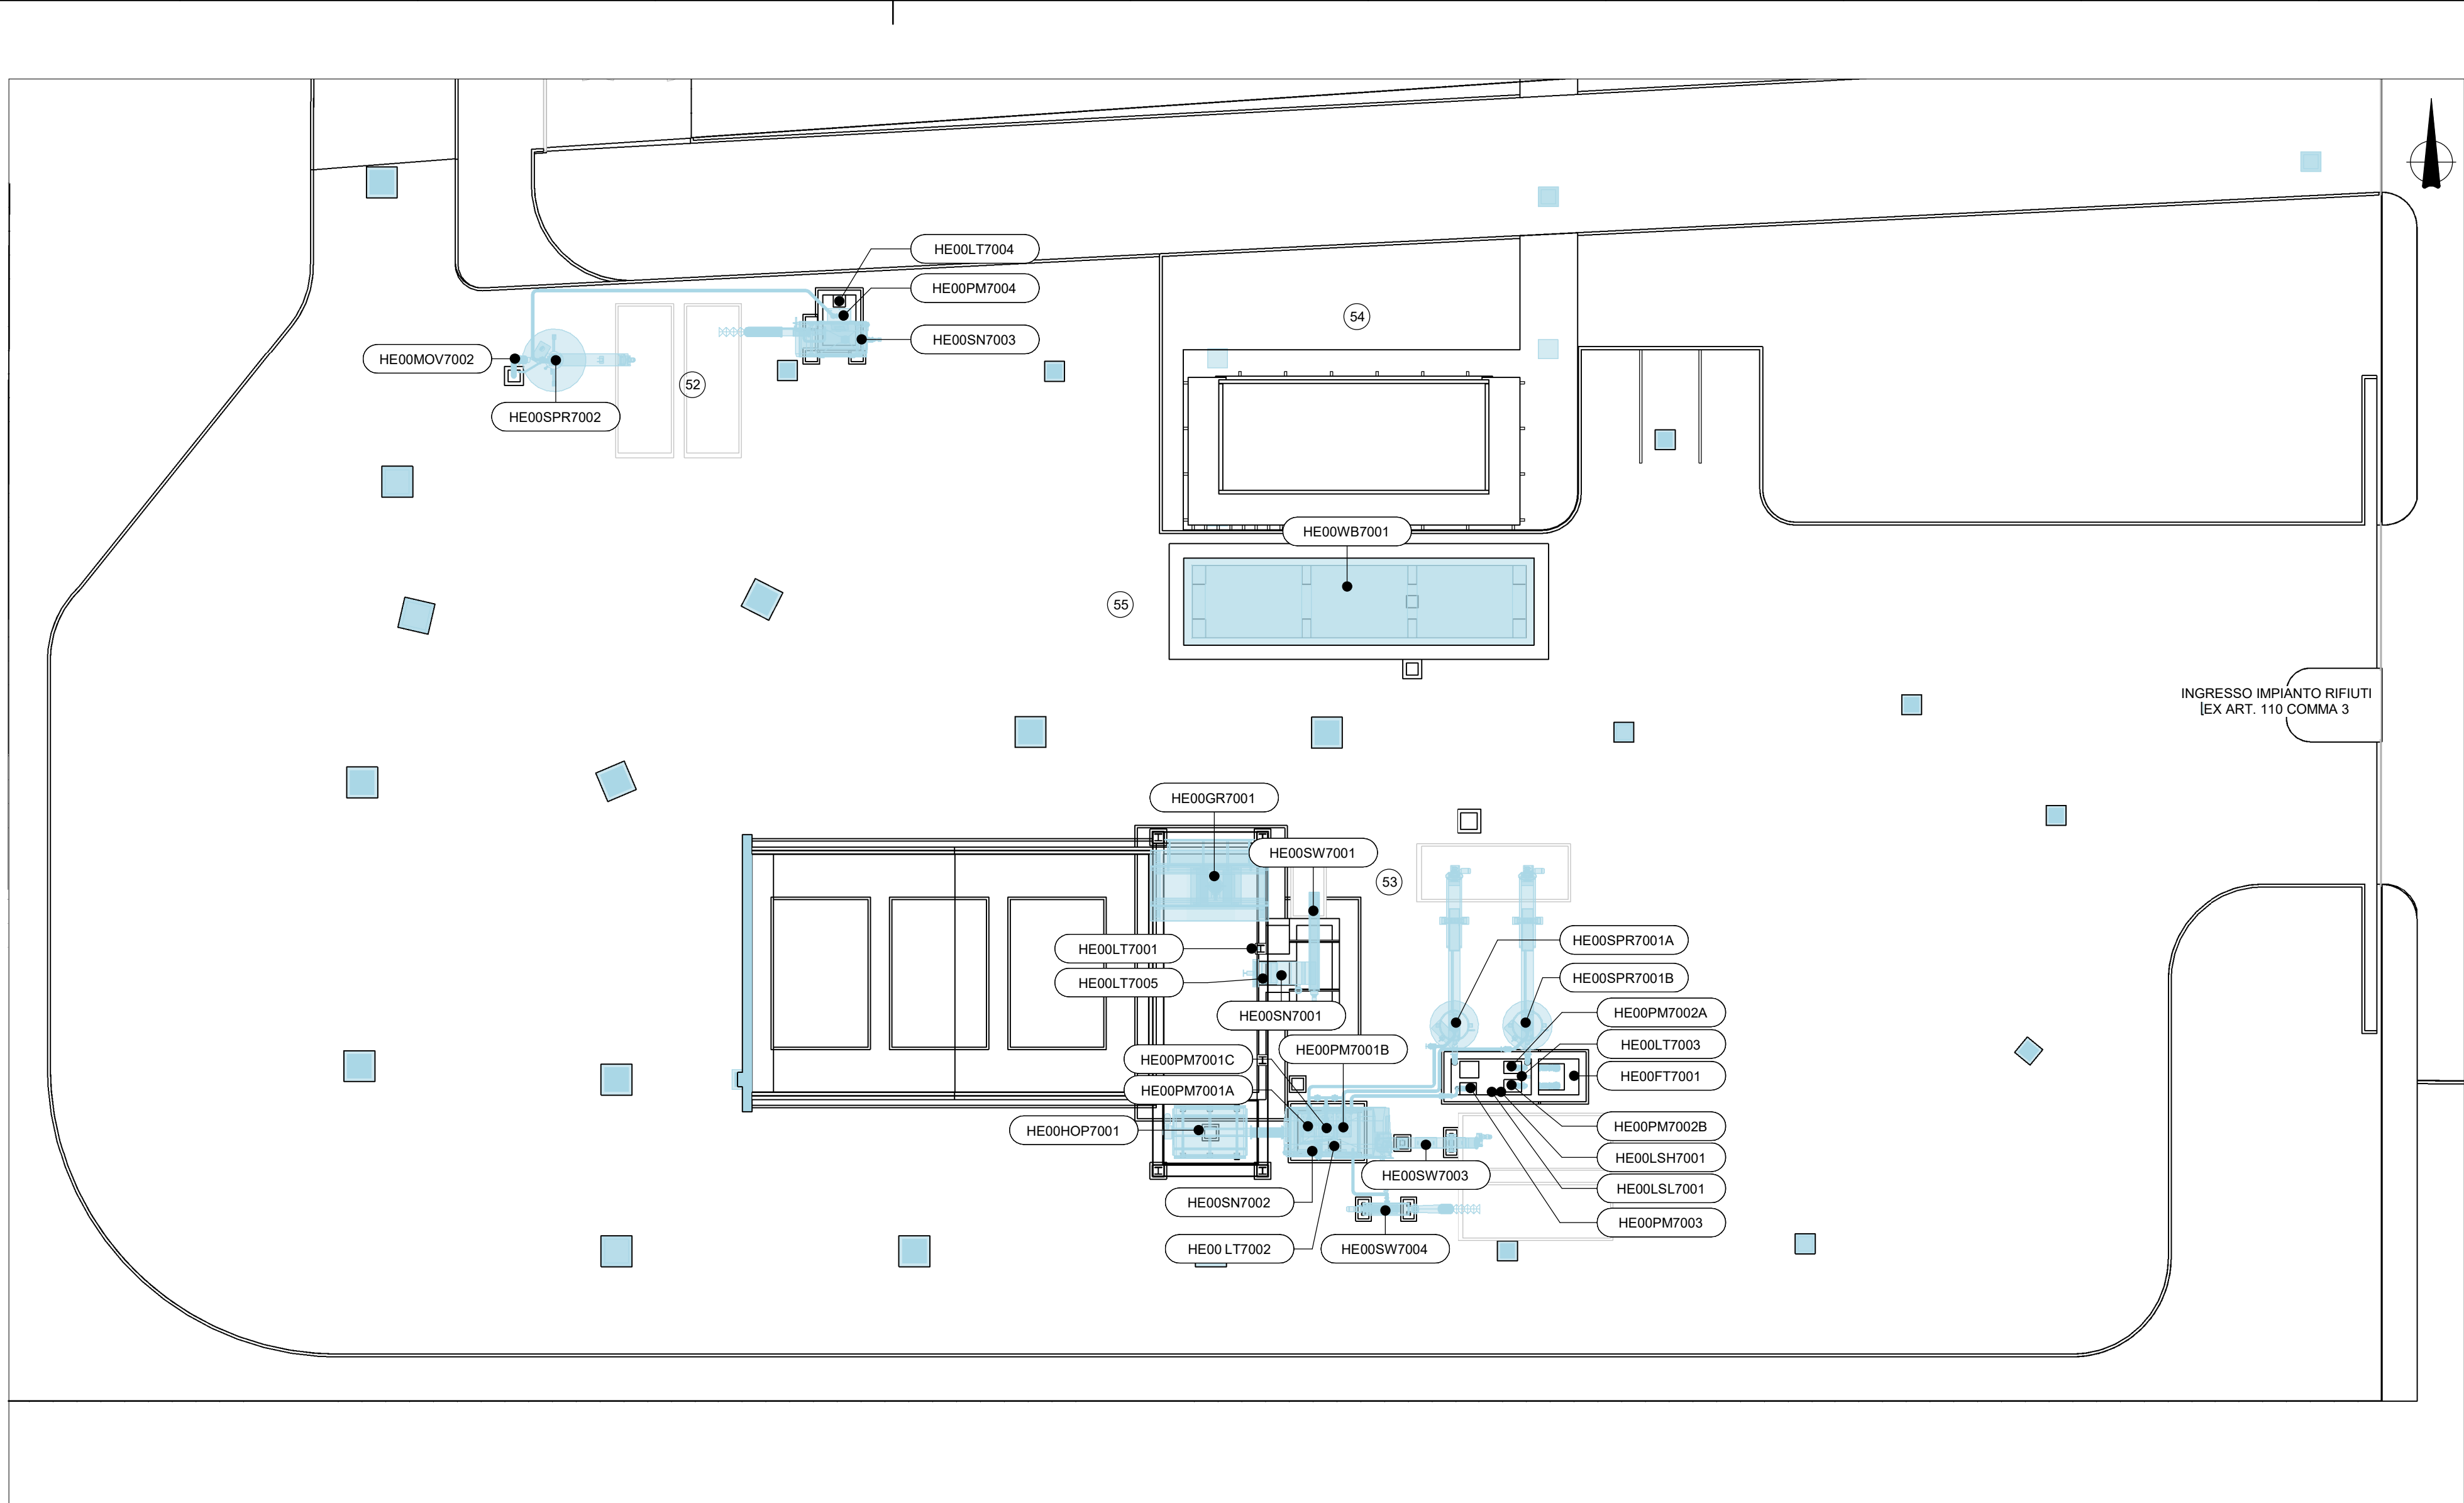 HE00LT7004
HE00PM7004
54
HE00SN7003
HE00MOV7002
52
HE00SPR7002
HE00WB7001
55
INGRESSO IMPIANTO RIFIUTI
EX ART. 110 COMMA 3
HE00GR7001
HE00SW7001
53
HE00SPR7001A
HE00LT7001
HE00SPR7001B
HE00LT7005
HE00PM7002A
HE00SN7001
HE00LT7003
HE00PM7001B
HE00PM7001C
HE00FT7001
HE00PM7001A
HE00PM7002B
HE00HOP7001
HE00LSH7001
HE00SW7003
HE00LSL7001
HE00SN7002
HE00PM7003
HE00 LT7002
HE00SW7004